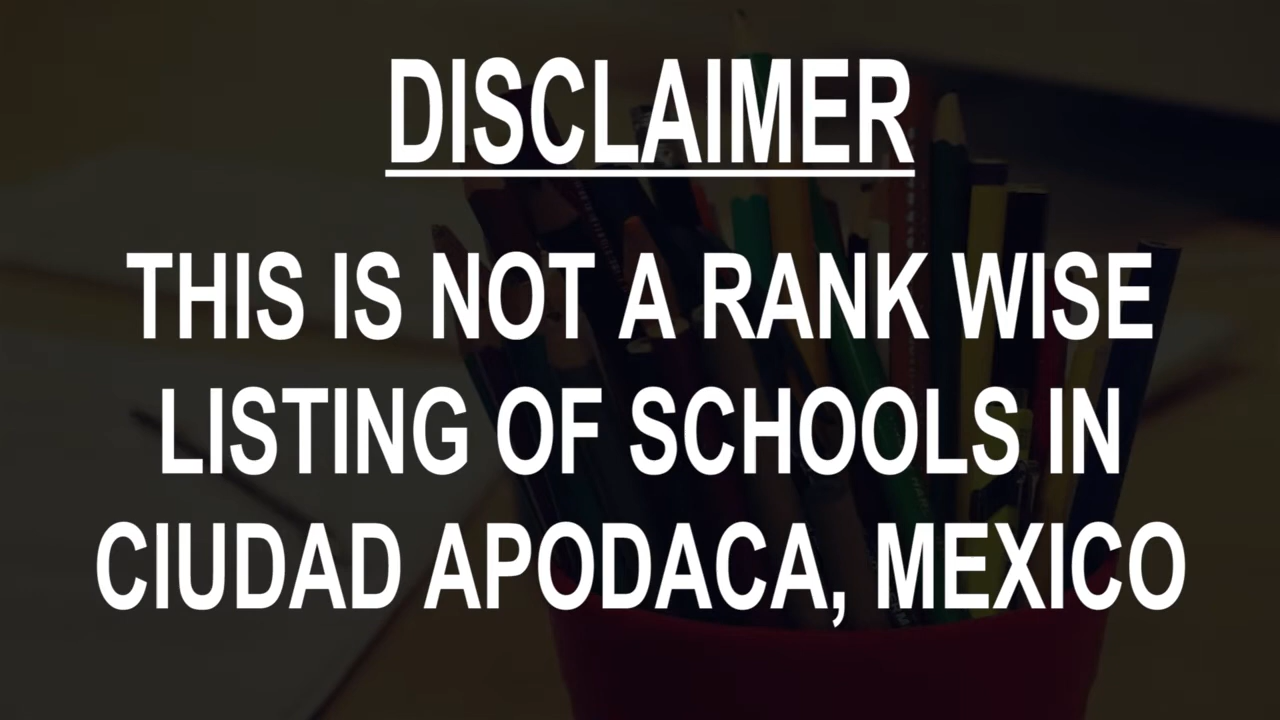 DISCLAIMER
THIS IS NOT A RANK WISE
LISTING OF SCHOOLS IN
CIUDAD APODACA, MEXICO